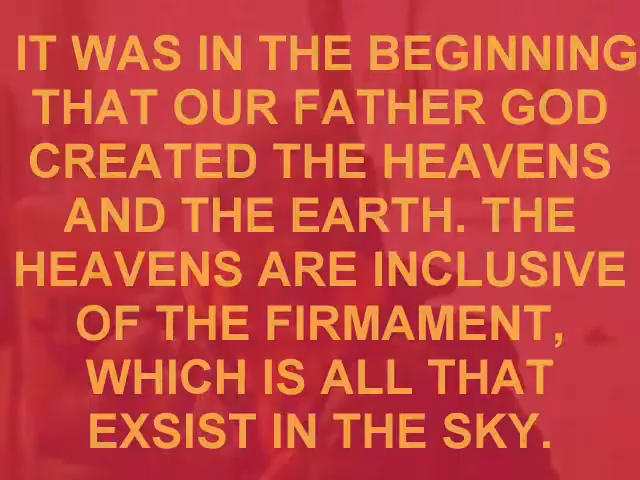 IT WAS IN THE BEGINNING
THAT OUR FATHER GOD
CREATED THE HEAVENS
AND THE EARTH. THE
HEAVENS ARE INCLUSIVE
OF THE FIRMAMENT,
WHICH IS ALL THAT
EXSIST IN THE SKY.